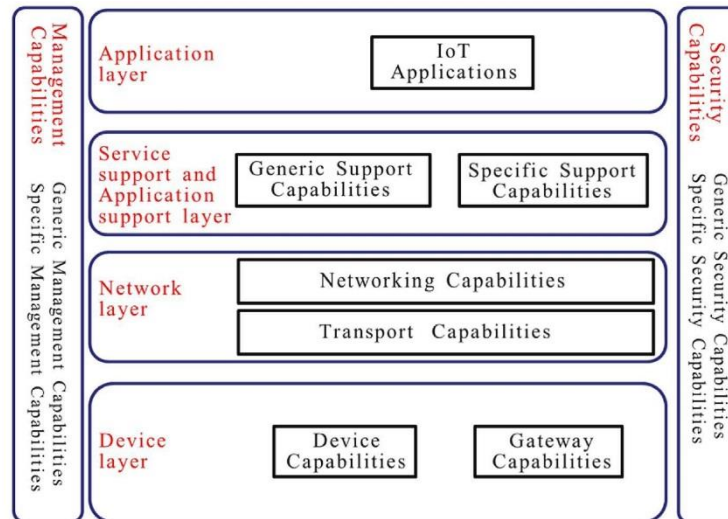 Management
Capabilities
Generic Management Capabilities
Specific Management Capabilities
Application
layer
IoT
Applications
Service
support and
Application
support layer
Generic Support
Capabilities
Specific Support
Capabilities
Network
layer
Networking Capabilities
Transport Capabilities
Device
layer
Device
Capabilities
Gateway
Capabilities
Security
Capabilities
Generic Security Capabilities
Specific Security Capabilities